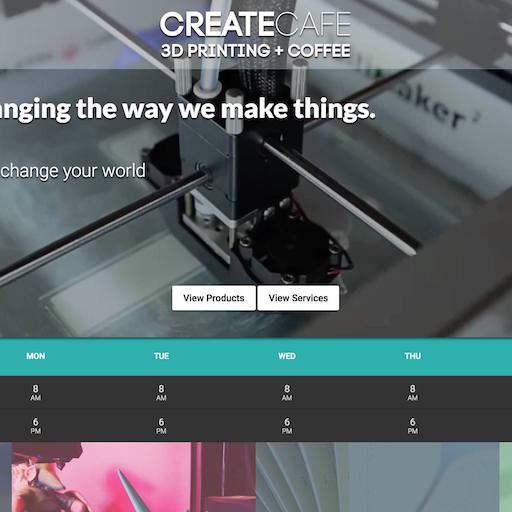 CREATECAFE
3D PRINTING + COFFEE
anging the way we make things.
change your world
View Products View Services
MON TUE WED THU
8 8 8 8
AM AM AM AM
6 6 6 6
PM PM PM PM